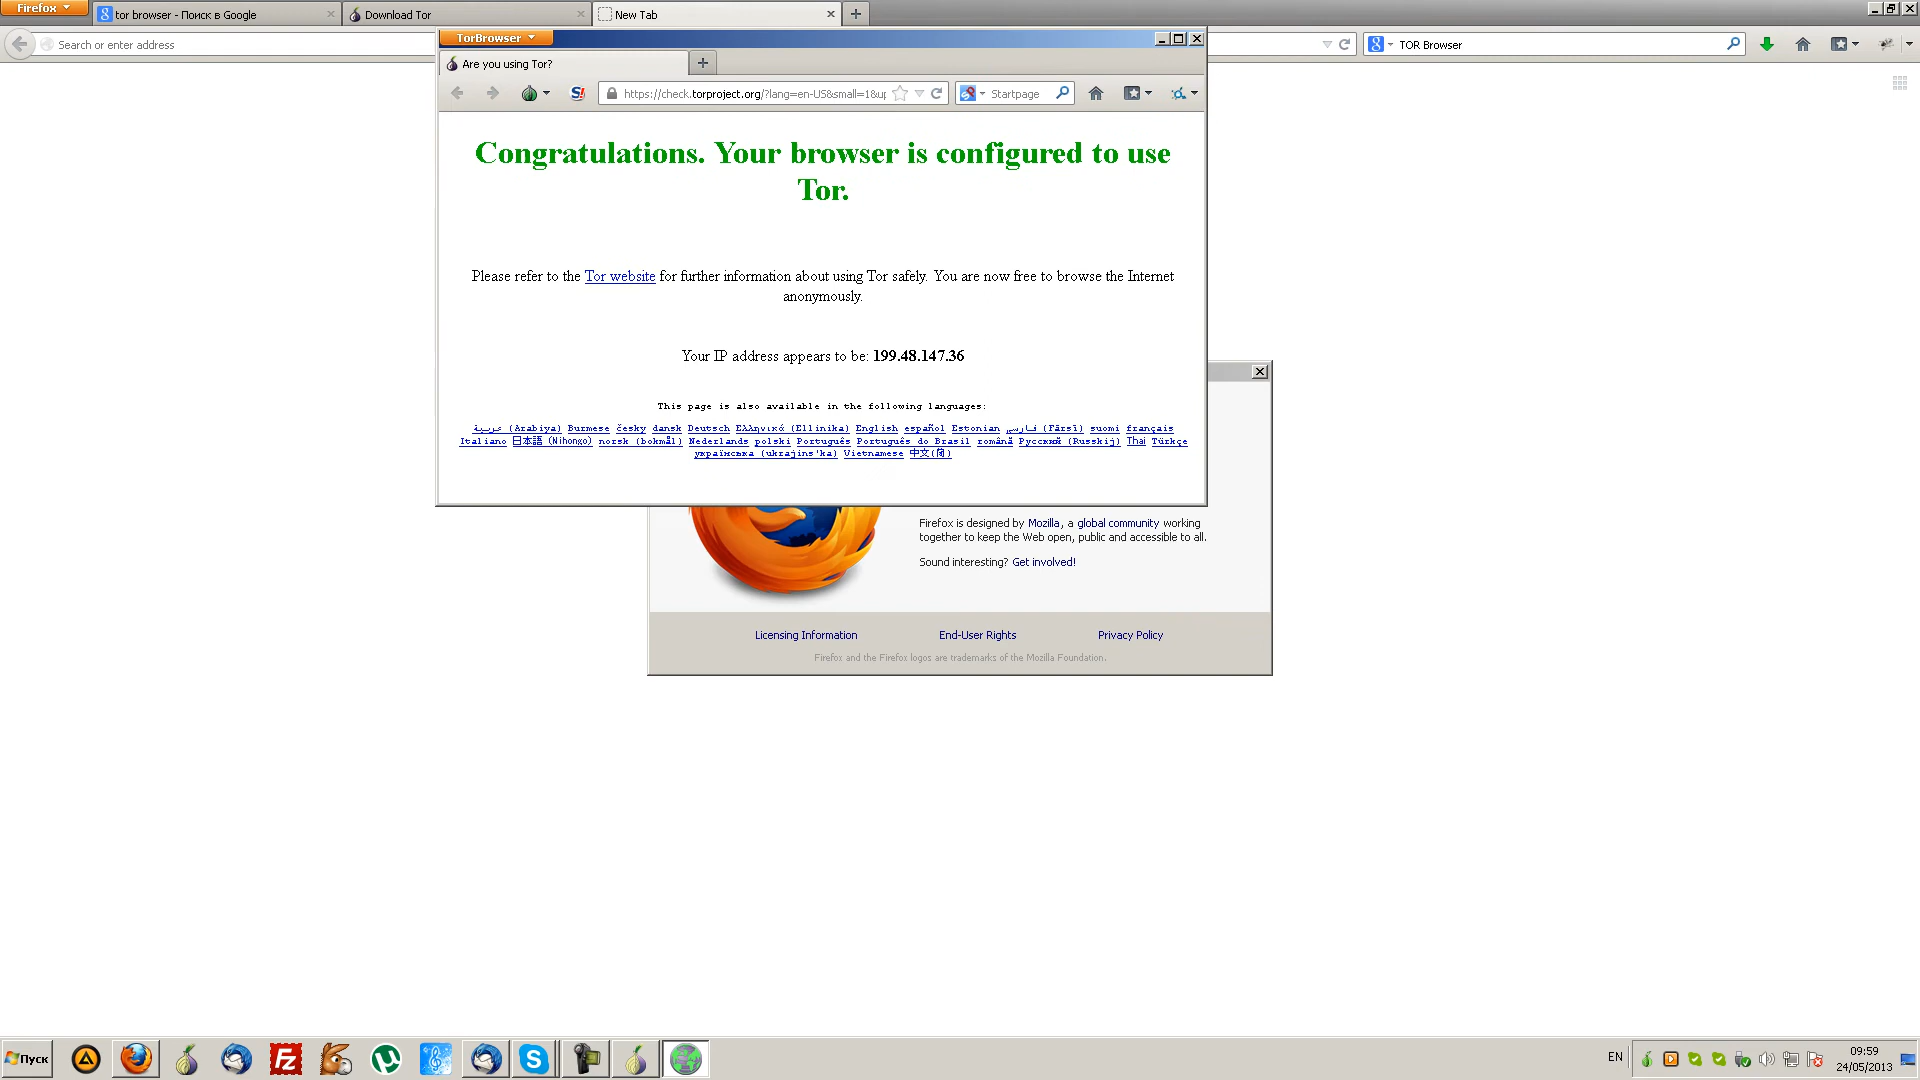 Firefox
tor browser - Поиск в Google
Download Tor
New Tab
Search or enter address
TOR Browser
TorBrowser
Are you using Tor?
https://check.torproject.org/?lang=en-US&small=1&up
Startpage
Congratulations. Your browser is configured to use
Tor.
Please refer to the Tor website for further information about using Tor safely. You are now free to browse the Internet
anonymously.
Your IP address appears to be: 199.48.147.36
This page is also available in the following languages:
عربية (Arabiya) Burmese česky dansk Deutsch Ελληνικά (Ellinika) English español Estonian فارسی (Fārsī) suomi français
Italiano 日本語 (Nihongo) norsk (bokmål) Nederlands polski Português Português do Brasil română Русский (Russkij) Thai Türkçe
українська (ukrajins'ka) Vietnamese 中文(简)
Firefox is designed by Mozilla, a global community working
together to keep the Web open, public and accessible to all.
Sound interesting? Get involved!
Licensing Information End-User Rights Privacy Policy
Firefox and the Firefox logos are trademarks of the Mozilla Foundation.
Пуск
EN
09:59
24/05/2013